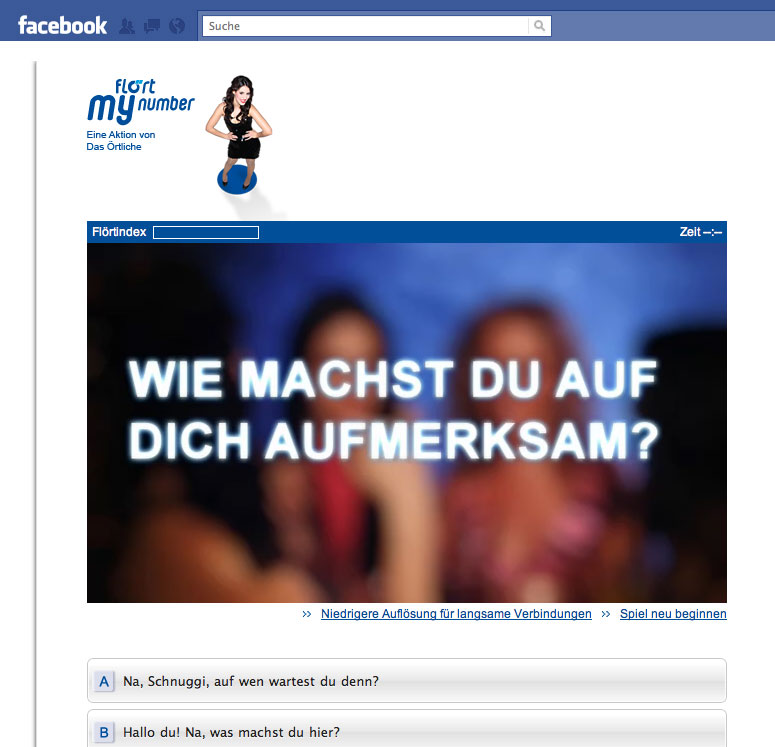 facebook
Suche
flört
my number
Eine Aktion von
Das Örtliche
Flörtindex
Zeit --:--
WIE MACHST DU AUF
DICH AUFMERKSAM?
>> Niedrigere Auflösung für langsame Verbindungen >> Spiel neu beginnen
A Na, Schnuggi, auf wen wartest du denn?
B Hallo du! Na, was machst du hier?